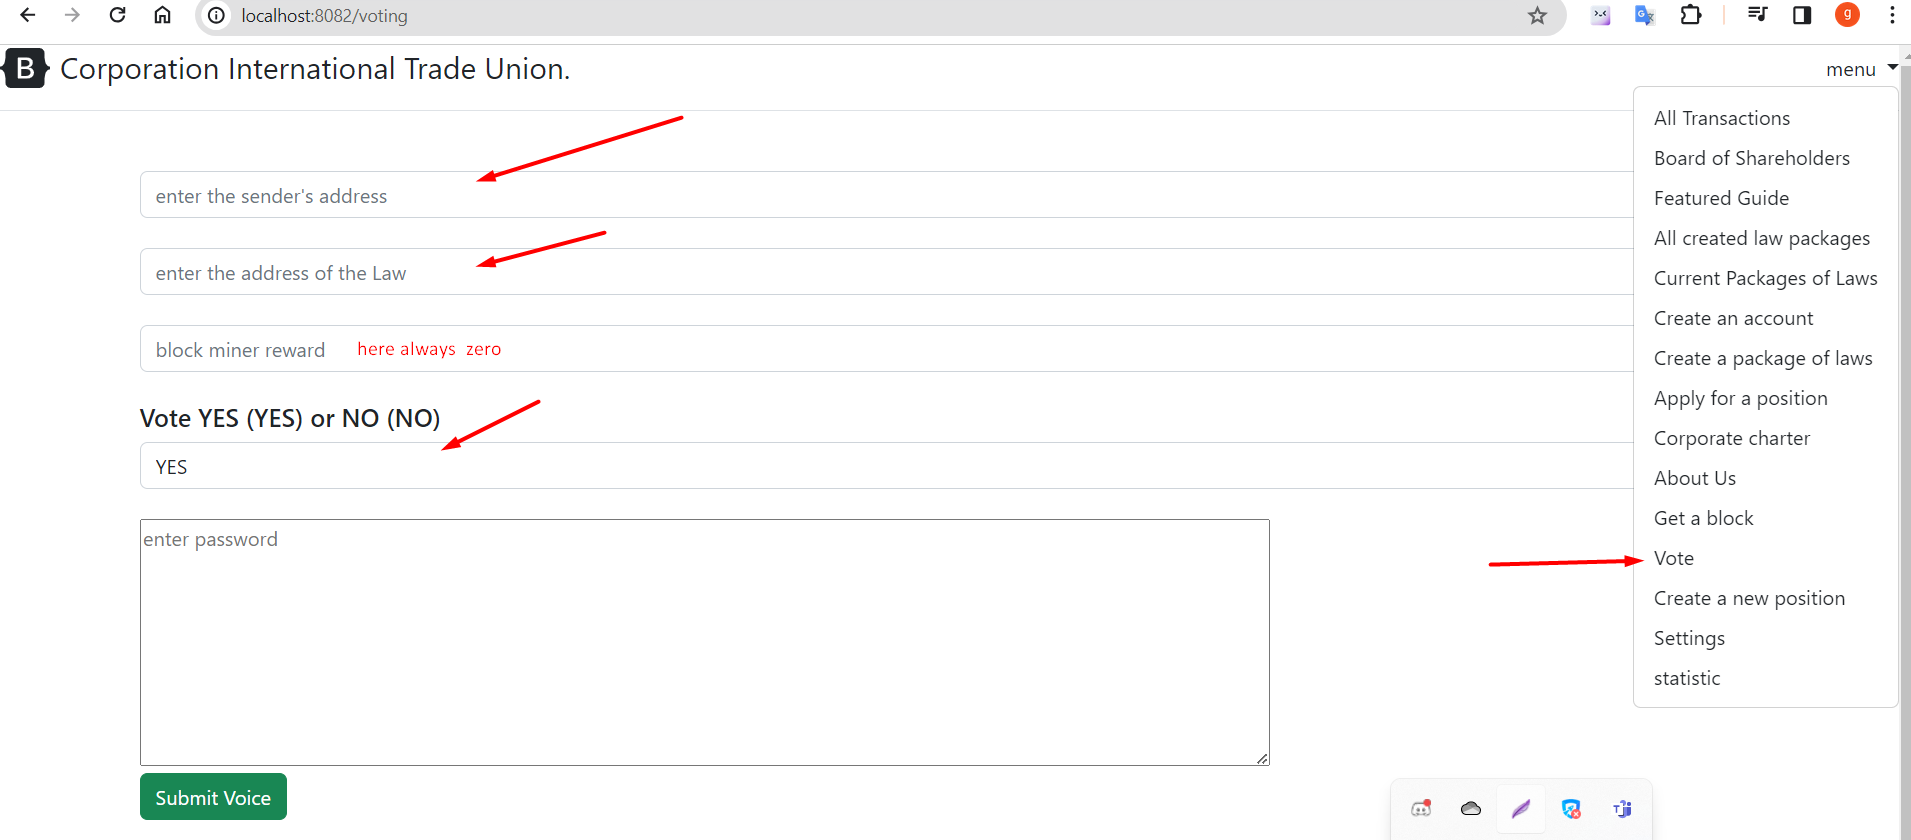 localhost:8082/voting
g
B
Corporation International Trade Union.
menu
All Transactions
Board of Shareholders
Featured Guide
All created law packages
Current Packages of Laws
Create an account
Create a package of laws
Apply for a position
Corporate charter
About Us
Get a block
Vote
Create a new position
Settings
statistic
enter the sender's address
enter the address of the Law
block miner reward here always zero
Vote YES (YES) or NO (NO)
YES
enter password
Submit Voice